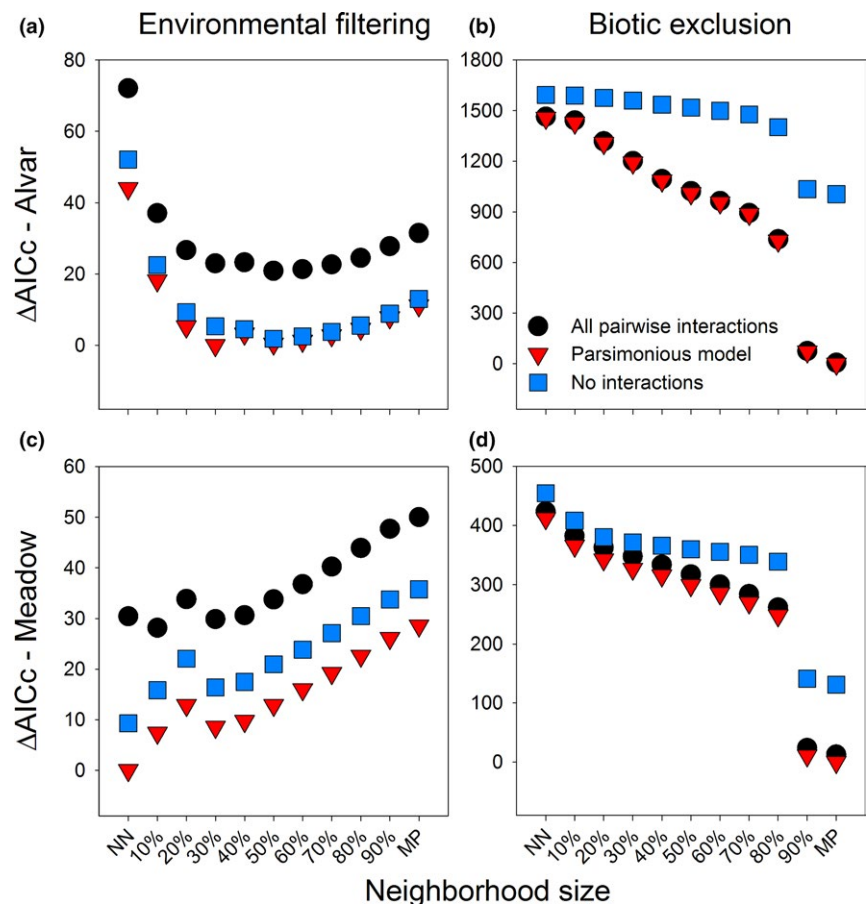 (a) Environmental filtering
(b) Biotic exclusion
ΔAICc - Alvar
80
60
40
20
0
1800
1500
1200
900
600
300
0
All pairwise interactions
Parsimonious model
No interactions
(c)
ΔAICc - Meadow
60
50
40
30
20
10
0
(d)
500
400
300
200
100
0
NN 10% 20% 30% 40% 50% 60% 70% 80% 90% MP
NN 10% 20% 30% 40% 50% 60% 70% 80% 90% MP
Neighborhood size